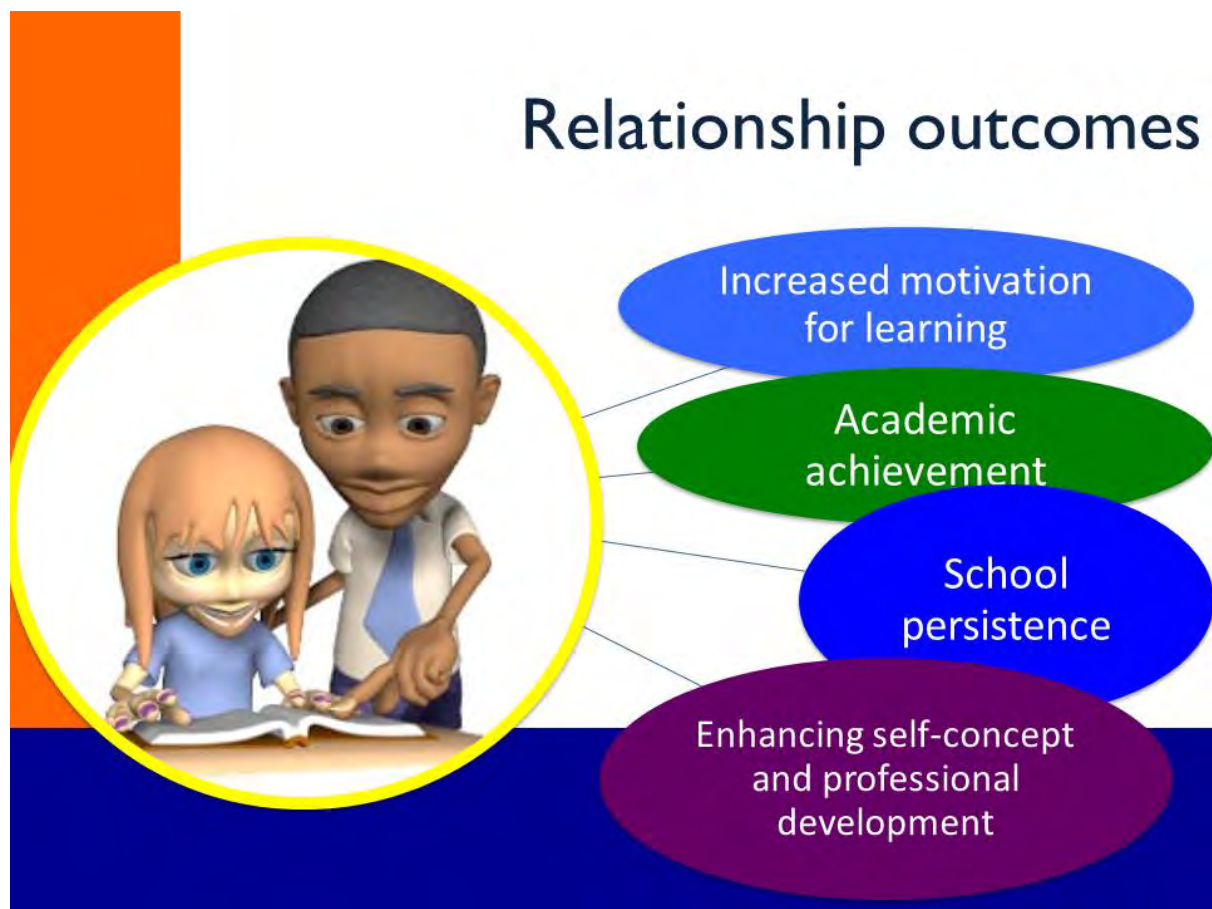 Relationship outcomes
Increased motivation
for learning
Academic
achievement
School
persistence
Enhancing self-concept
and professional
development